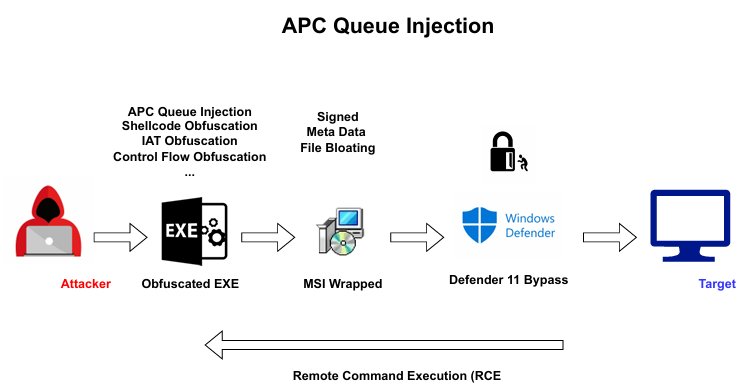 APC Queue Injection
APC Queue Injection
Shellcode Obfuscation
IAT Obfuscation
Control Flow Obfuscation
...
Signed
Meta Data
File Bloating
EXE
Windows
Defender
Attacker
Obfuscated EXE
MSI Wrapped
Defender 11 Bypass
Target
Remote Command Execution (RCE